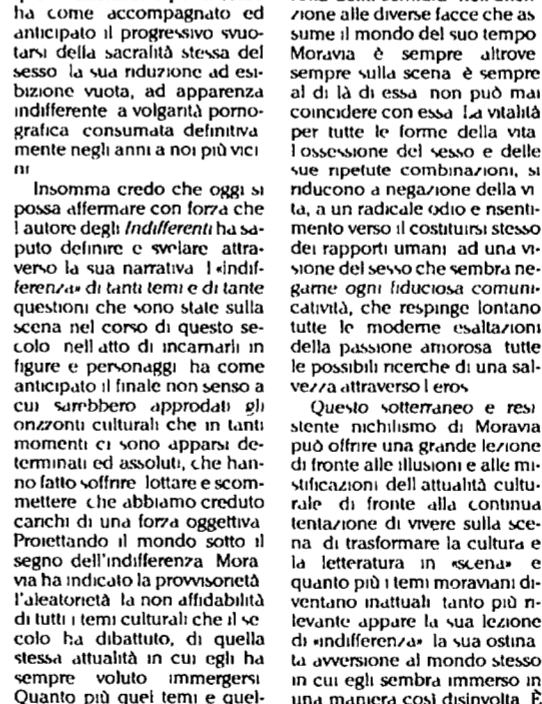 ha come accompagnato ed
anticipato il progressivo svuo-
tarsi della sacralità stessa del
sesso la sua riduzione ad esi-
bizione vuota, ad apparenza
indifferente a volgarità porno-
grafica consumata definitiva
mente negli anni a noi più vici
ni
Insomma credo che oggi si
possa affermare con forza che
l autore degli Indifferenti ha sa-
puto definire e svelare attra-
verso la sua narrativa l «indif-
ferenza» di tanti temi e di tante
questioni che sono state sulla
scena nel corso di questo se-
colo nell atto di incarnarli in
figure e personaggi ha come
anticipato il finale non senso a
cui sarebbero approdati gli
orizzonti culturali che in tanti
momenti ci sono apparsi de-
terminati ed assoluti, che han-
no fatto soffrire lottare e scom-
mettere che abbiamo creduto
carichi di una forza oggettiva
Proiettando il mondo sotto il
segno dell'indifferenza Mora
via ha indicato la provvisorietà
l'aleatorietà la non affidabilità
di tutti i temi culturali che il se
colo ha dibattuto, di quella
stessa attualità in cui egli ha
sempre voluto immergersi
Quanto più quei temi e quel-
zione alle diverse facce che as
sume il mondo del suo tempo
Moravia è sempre altrove
sempre sulla scena è sempre
al di là di essa non può mai
coincidere con essa La vitalità
per tutte le forme della vita
l ossessione del sesso e delle
sue ripetute combinazioni, si
riducono a negazione della vi
ta, a un radicale odio e risenti-
mento verso il costituirsi stesso
dei rapporti umani ad una vi-
sione del sesso che sembra ne-
garne ogni fiduciosa comuni-
catività, che respinge lontano
tutte le moderne esaltazioni
della passione amorosa tutte
le possibili ricerche di una sal-
vezza attraverso l eros
Questo sotterraneo e resi
stente nichilismo di Moravia
può offrire una grande lezione
di fronte alle illusioni e alle mi-
stificazioni dell attualità cultu-
rale di fronte alla continua
tentazione di vivere sulla sce-
na di trasformare la cultura e
la letteratura in «scena» e
quanto più i temi moraviani di-
ventano inattuali tanto più ri-
levante appare la sua lezione
di «indifferenza» la sua ostina
ta avversione al mondo stesso
in cui egli sembra immerso in
una maniera così disinvolta È